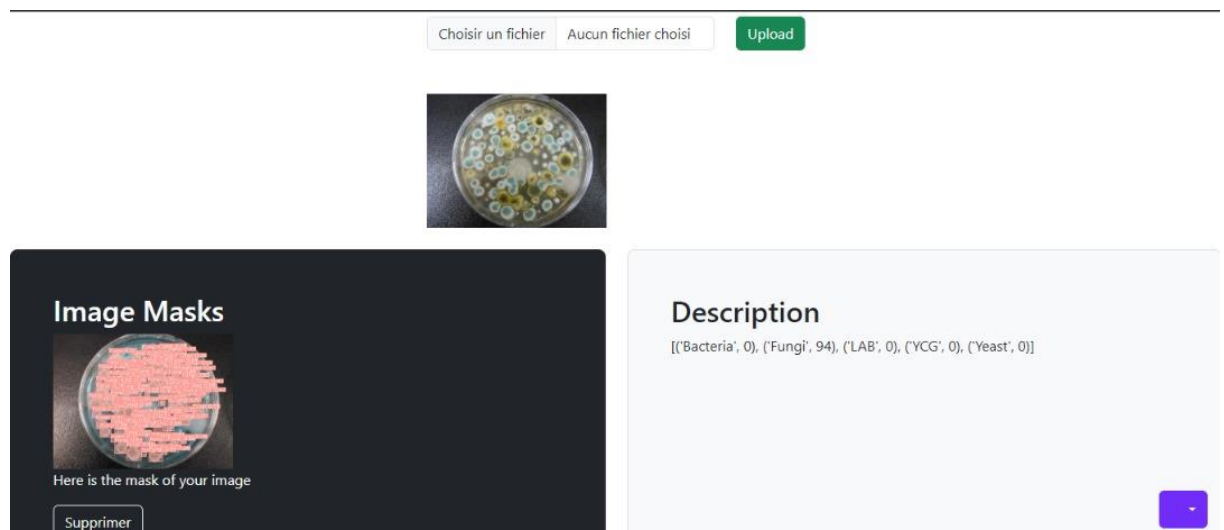 Choisir un fichier Aucun fichier choisi Upload
Image Masks
Here is the mask of your image
Supprimer
Description
[('Bacteria', 0), ('Fungi', 94), ('LAB', 0), ('YCG', 0), ('Yeast', 0)]